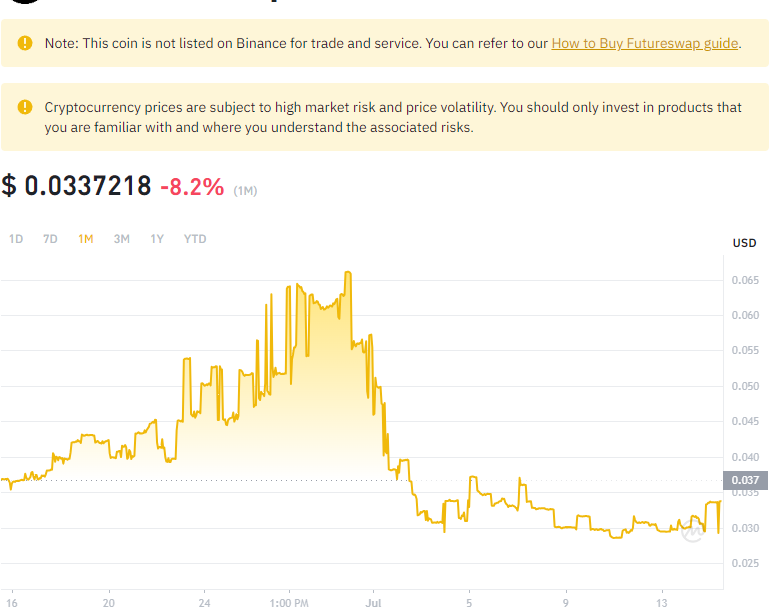 Note: This coin is not listed on Binance for trade and service. You can refer to our How to Buy Futureswap guide.
Cryptocurrency prices are subject to high market risk and price volatility. You should only invest in products that
you are familiar with and where you understand the associated risks.
$ 0.0337218 -8.2% (1M)
1D 7D 1M 3M 1Y YTD
USD
0.065
0.060
0.055
0.050
0.045
0.040
0.037
0.035
0.030
0.025
16 20 24 1:00 PM Jul 5 9 13